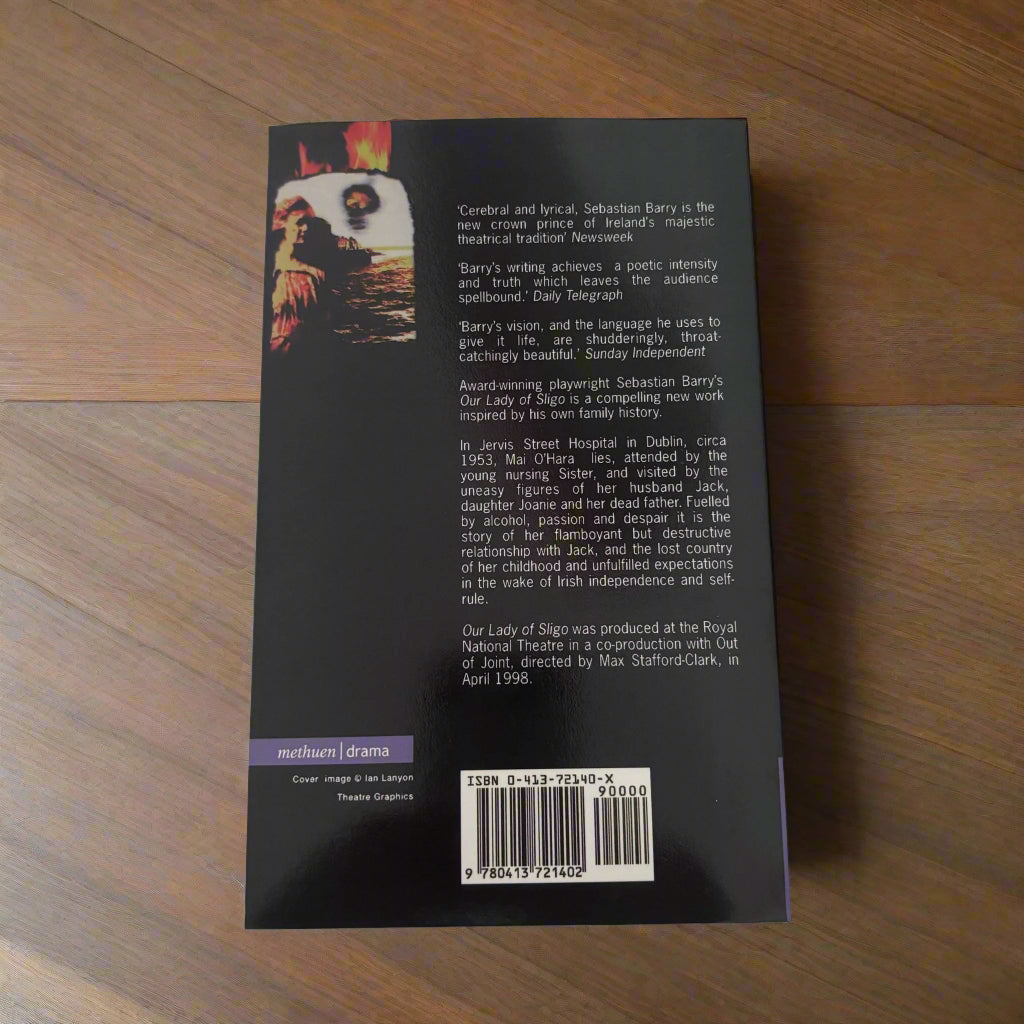 'Cerebral and lyrical, Sebastian Barry is the
new crown prince of Ireland's majestic
theatrical tradition' Newsweek
'Barry's writing achieves a poetic intensity
and truth which leaves the audience
spellbound.' Daily Telegraph
'Barry's vision, and the language he uses to
give it life, are shudderingly, throat-
catchingly beautiful.' Sunday Independent
Award-winning playwright Sebastian Barry's
Our Lady of Sligo is a compelling new work
inspired by his own family history.
In Jervis Street Hospital in Dublin, circa
1953, Mai O'Hara lies, attended by the
young nursing Sister, and visited by the
uneasy figures of her husband Jack,
daughter Joanie and her dead father. Fuelled
by alcohol, passion and despair it is the
story of her flamboyant but destructive
relationship with Jack, and the lost country
of her childhood and unfulfilled expectations
in the wake of Irish independence and self-
rule.
Our Lady of Sligo was produced at the Royal
National Theatre in a co-production with Out
of Joint, directed by Max Stafford-Clark, in
April 1998.
methuen | drama
Cover image © Ian Lanyon
Theatre Graphics
ISBN 0-413-72140-X
90000
9 780413 721402